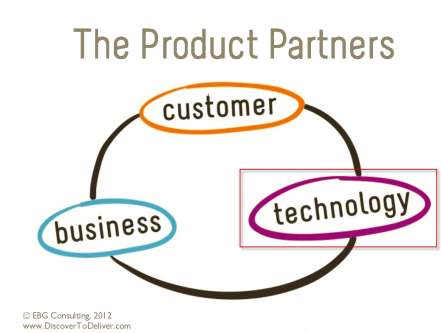 The Product Partners
customer
technology
business
© EBG Consulting, 2012
www.DiscoverToDeliver.com